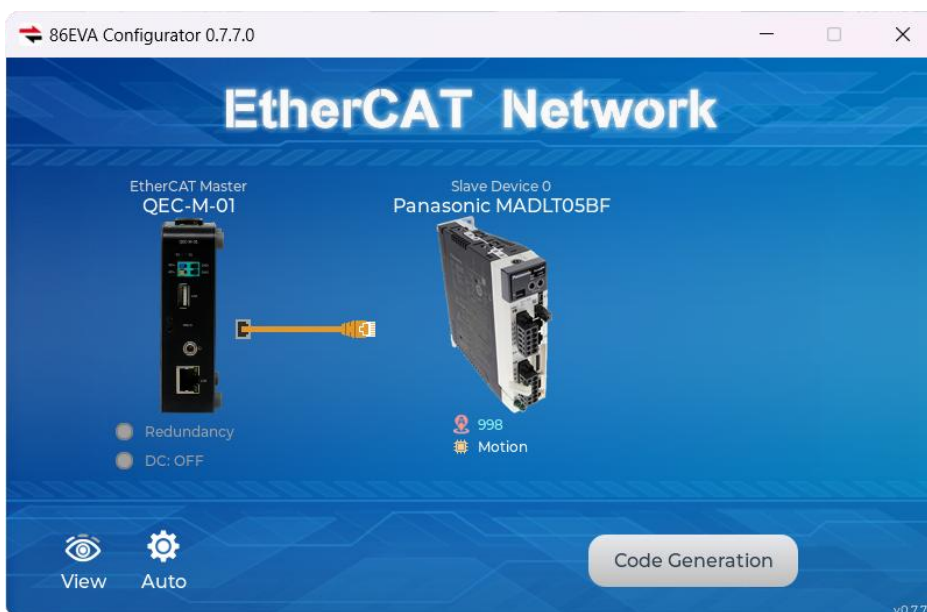 86EVA Configurator 0.7.7.0
EtherCAT Network
EtherCAT Master
QEC-M-01
Slave Device 0
Panasonic MADLT05BF
998
Motion
Redundancy
DC: OFF
View
Auto
Code Generation